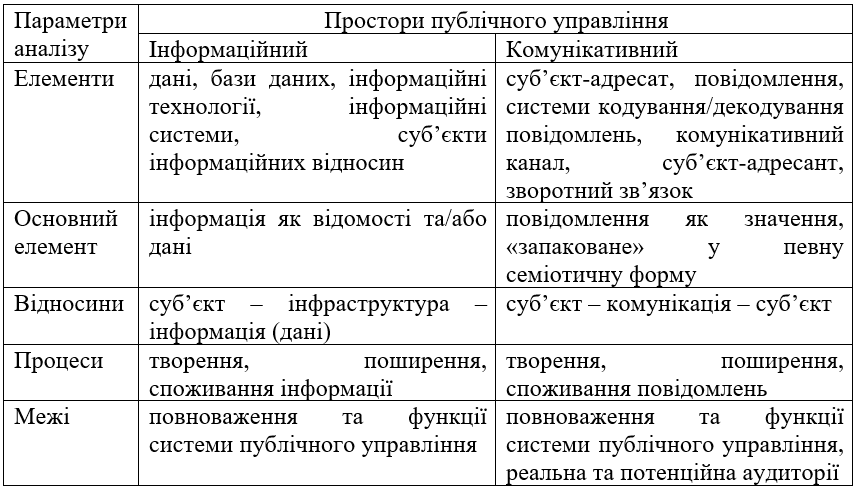 Параметри аналізу
Простори публічного управління
Інформаційний
Комунікативний
Елементи
дані, бази даних, інформаційні
технології, інформаційні
системи, суб’єкти
інформаційних відносин
суб’єкт-адресат, повідомлення,
системи кодування/декодування
повідомлень, комунікативний
канал, суб’єкт-адресант,
зворотний зв’язок
Основний
елемент
інформація як відомості та/або
дані
повідомлення як значення,
«запаковане» у певну
семіотичну форму
Відносини
суб’єкт – інфраструктура –
інформація (дані)
суб’єкт – комунікація – суб’єкт
Процеси
творення, поширення,
споживання інформації
творення, поширення,
споживання повідомлень
Межі
повноваження та функції
системи публічного управління
повноваження та функції
системи публічного управління,
реальна та потенційна аудиторії